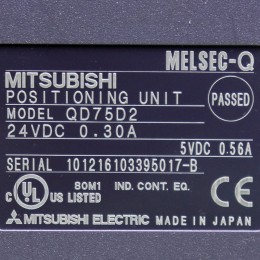 MELSEC-Q
MITSUBISHI
POSITIONING UNIT
PASSED
MODEL QD75D2
24VDC 0.30A
5VDC 0.56A
SERIAL 101216103395017-B
C UL US LISTED
80M1 IND. CONT. EQ.
CE
MITSUBISHI ELECTRIC MADE IN JAPAN